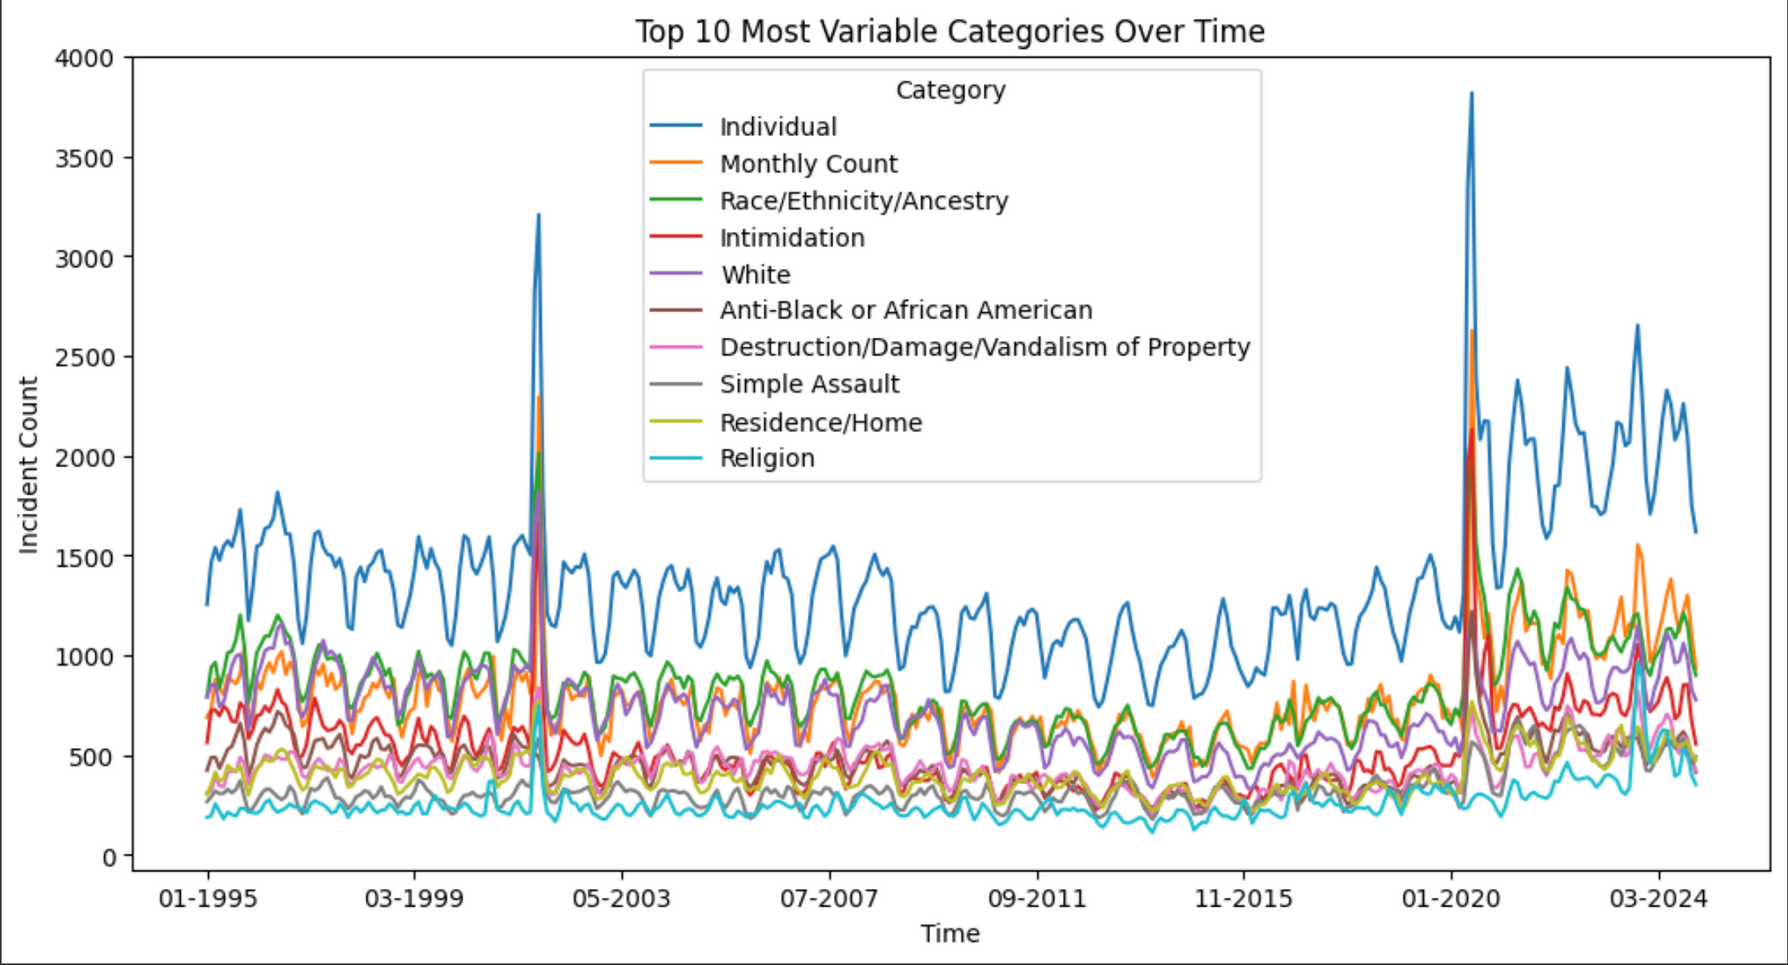 Top 10 Most Variable Categories Over Time
4000
3500
3000
2500
2000
1500
1000
500
0
Incident Count
Category
Individual
Monthly Count
Race/Ethnicity/Ancestry
Intimidation
White
Anti-Black or African American
Destruction/Damage/Vandalism of Property
Simple Assault
Residence/Home
Religion
01-1995 03-1999 05-2003 07-2007 09-2011 11-2015 01-2020 03-2024
Time